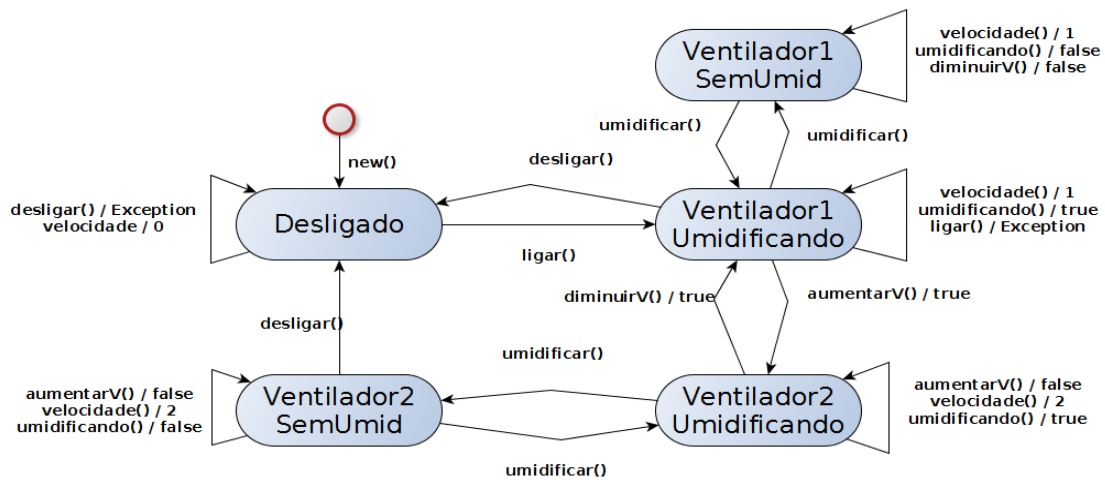 Ventilador1
SemUmid
velocidade() / 1
umidificando() / false
diminuirV() / false
umidificar()
umidificar()
new()
desligar()
desligar() / Exception
velocidade / 0
Desligado
ligar()
Ventilador1
Umidificando
velocidade() / 1
umidificando() / true
ligar() / Exception
diminuirV() / true
aumentarV() / true
desligar()
umidificar()
aumentarV() / false
velocidade() / 2
umidificando() / false
Ventilador2
SemUmid
Ventilador2
Umidificando
aumentarV() / false
velocidade() / 2
umidificando() / true
umidificar()